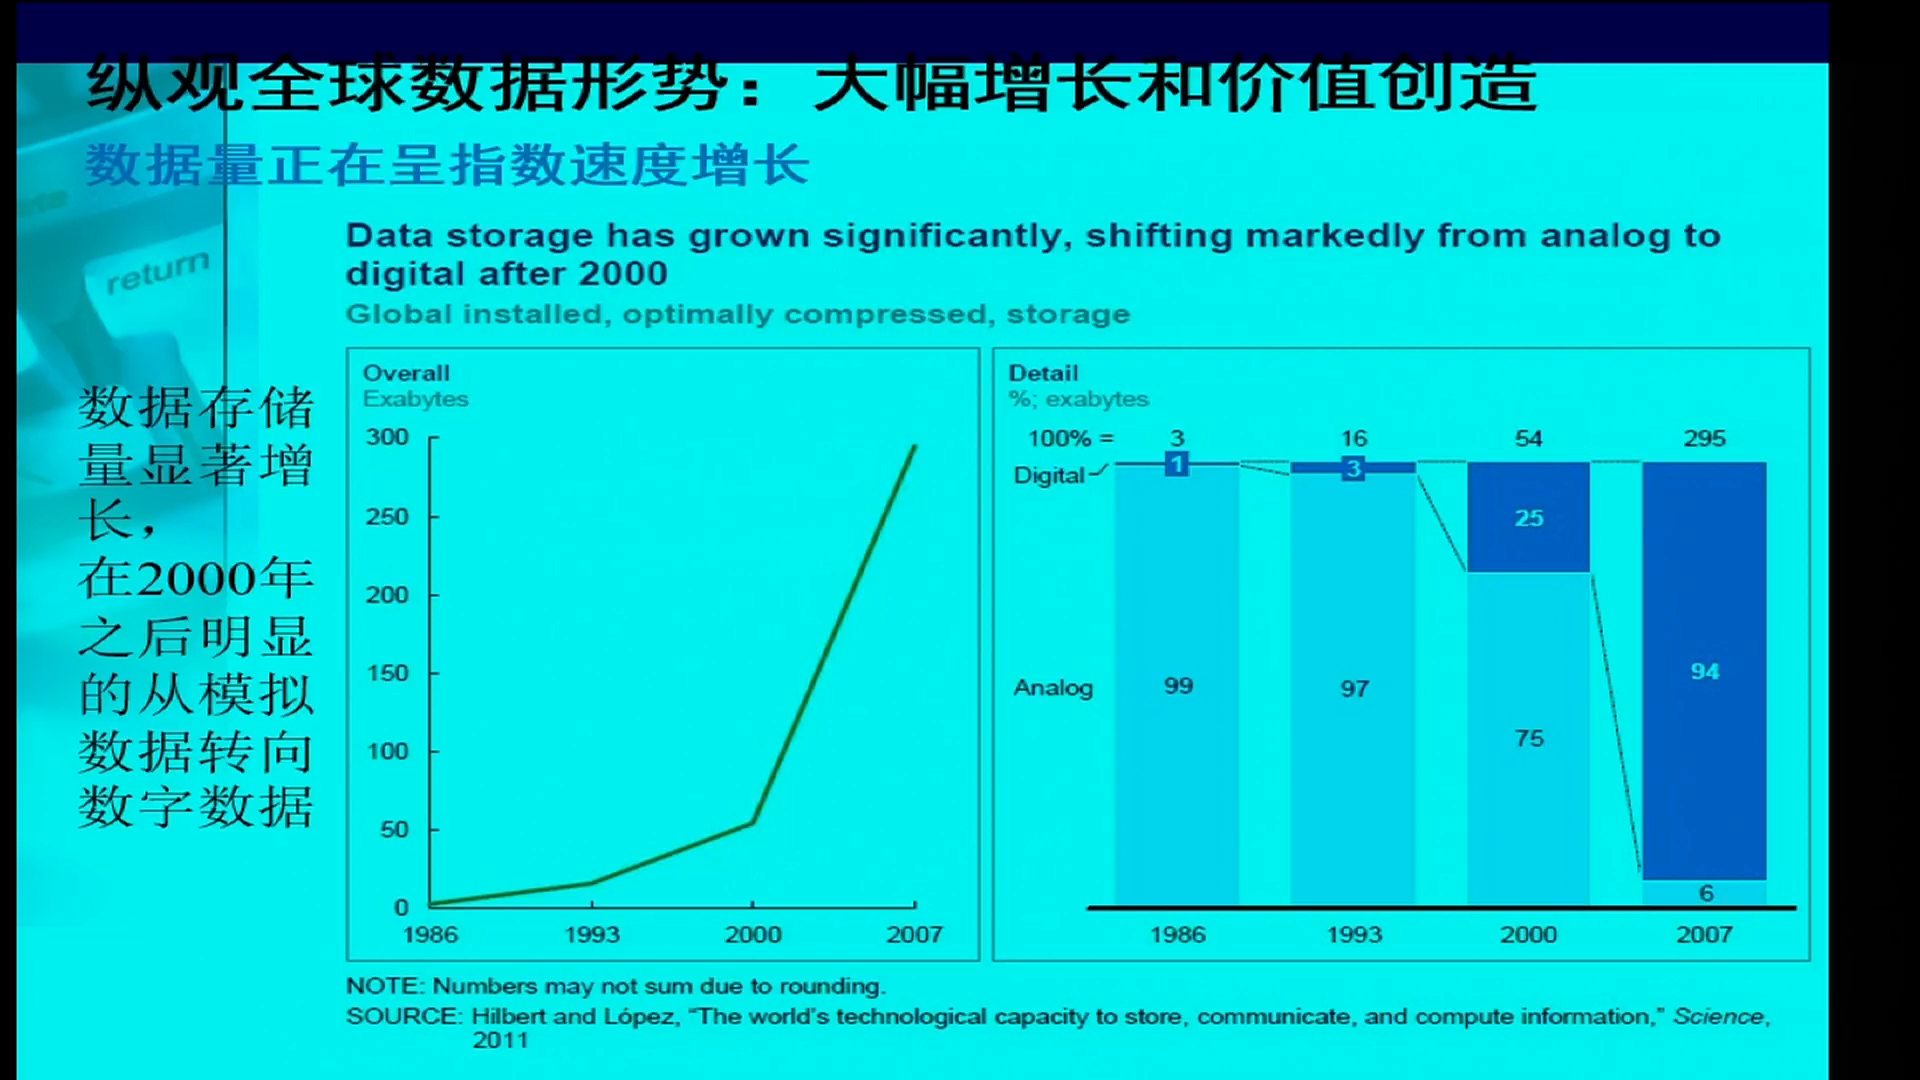 纵观全球数据形势：大幅增长和价值创造
数据量正在呈指数速度增长
return
Data storage has grown significantly, shifting markedly from analog to
digital after 2000
Global installed, optimally compressed, storage
数据存储
量显著增
长，
在2000年
之后明显
的从模拟
数据转向
数字数据
Overall
Exabytes
300
250
200
150
100
50
0
1986 1993 2000 2007
Detail
%; exabytes
100% = 3 16 54 295
Digital 1 3 25 94
Analog 99 97 75 6
1986 1993 2000 2007
NOTE: Numbers may not sum due to rounding.
SOURCE: Hilbert and López, “The world’s technological capacity to store, communicate, and compute information,” Science,
2011